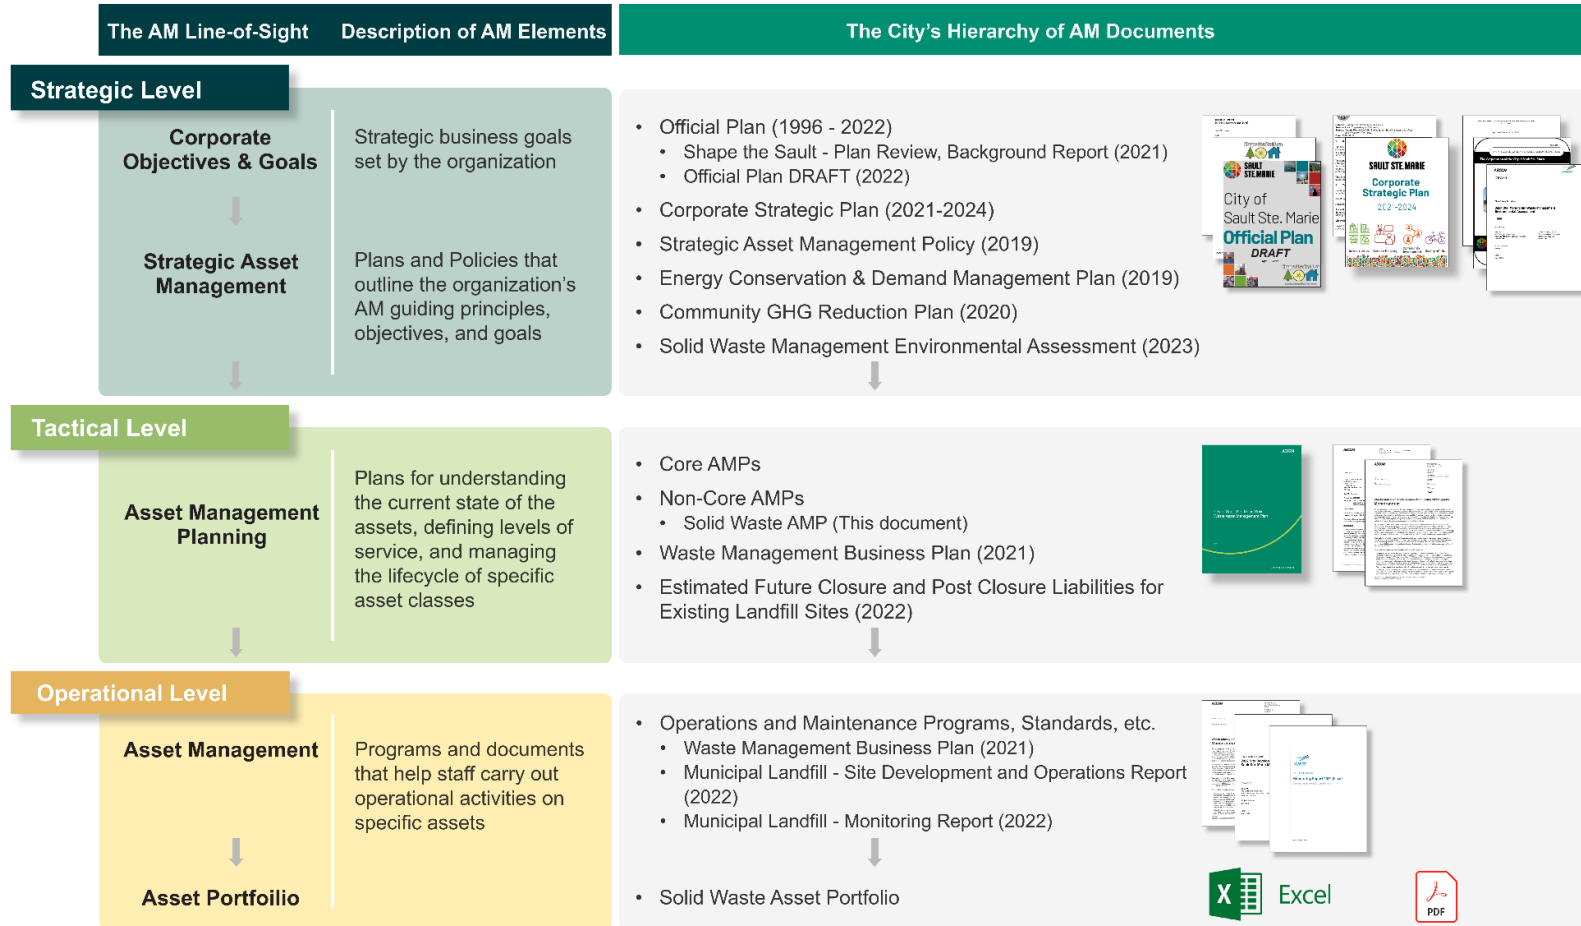 The AM Line-of-Sight
Description of AM Elements
The City's Hierarchy of AM Documents
Strategic Level
Corporate
Objectives & Goals
Strategic business goals
set by the organization
Strategic Asset
Management
Plans and Policies that
outline the organization's
AM guiding principles,
objectives, and goals
• Official Plan (1996 - 2022)
• Shape the Sault - Plan Review, Background Report (2021)
• Official Plan DRAFT (2022)
• Corporate Strategic Plan (2021-2024)
• Strategic Asset Management Policy (2019)
• Energy Conservation & Demand Management Plan (2019)
• Community GHG Reduction Plan (2020)
• Solid Waste Management Environmental Assessment (2023)
SAULT
STE.MARIE
City of
Sault Ste. Marie
Official Plan
DRAFT
SAULT STE.MARIE
Corporate
Strategic Plan
2021-2024
Tactical Level
Asset Management
Planning
Plans for understanding
the current state of the
assets, defining levels of
service, and managing
the lifecycle of specific
asset classes
• Core AMPs
• Non-Core AMPs
• Solid Waste AMP (This document)
• Waste Management Business Plan (2021)
• Estimated Future Closure and Post Closure Liabilities for
Existing Landfill Sites (2022)
Operational Level
Asset Management
Programs and documents
that help staff carry out
operational activities on
specific assets
Asset Portfoilio
• Operations and Maintenance Programs, Standards, etc.
• Waste Management Business Plan (2021)
• Municipal Landfill - Site Development and Operations Report
(2022)
• Municipal Landfill - Monitoring Report (2022)
• Solid Waste Asset Portfolio
X Excel
PDF